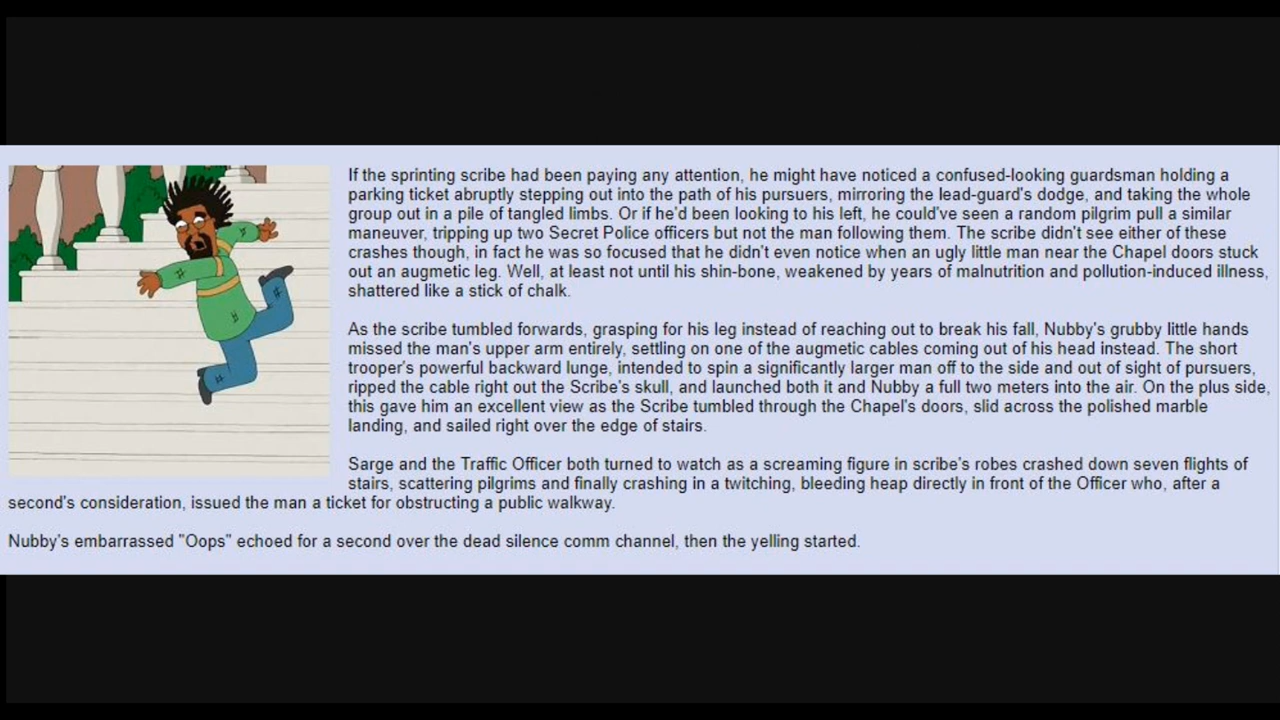 If the sprinting scribe had been paying any attention, he might have noticed a confused-looking guardsman holding a
parking ticket abruptly stepping out into the path of his pursuers, mirroring the lead-guard's dodge, and taking the whole
group out in a pile of tangled limbs. Or if he'd been looking to his left, he could've seen a random pilgrim pull a similar
maneuver, tripping up two Secret Police officers but not the man following them. The scribe didn't see either of these
crashes though, in fact he was so focused that he didn't even notice when an ugly little man near the Chapel doors stuck
out an augmetic leg. Well, at least not until his shin-bone, weakened by years of malnutrition and pollution-induced illness,
shattered like a stick of chalk.
As the scribe tumbled forwards, grasping for his leg instead of reaching out to break his fall, Nubby's grubby little hands
missed the man's upper arm entirely, settling on one of the augmetic cables coming out of his head instead. The short
trooper's powerful backward lunge, intended to spin a significantly larger man off to the side and out of sight of pursuers,
ripped the cable right out the Scribe's skull, and launched both it and Nubby a full two meters into the air. On the plus side,
this gave him an excellent view as the Scribe tumbled through the Chapel's doors, slid across the polished marble
landing, and sailed right over the edge of stairs.
Sarge and the Traffic Officer both turned to watch as a screaming figure in scribe's robes crashed down seven flights of
stairs, scattering pilgrims and finally crashing in a twitching, bleeding heap directly in front of the Officer who, after a
second's consideration, issued the man a ticket for obstructing a public walkway.
Nubby's embarrassed "Oops" echoed for a second over the dead silence comm channel, then the yelling started.